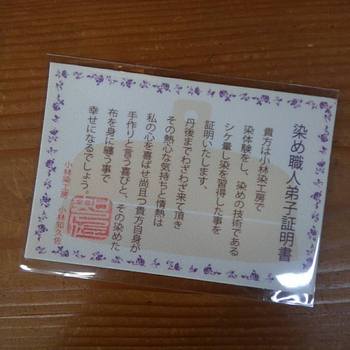 染め職人弟子証明書
貴方は小林染工房で
染体験をし、染めの技術である
シケ暈し染を習得した事を
証明いたします。
丹後までわざわざ来て頂き
その熱心な気持ちと情熱は
私の心を喜ばせ尚且つ貴方自身が
手作りと言う喜びと、その染めた
布を身に纏う事で
幸せになるでしょう。
小林染工房 小林知久佐